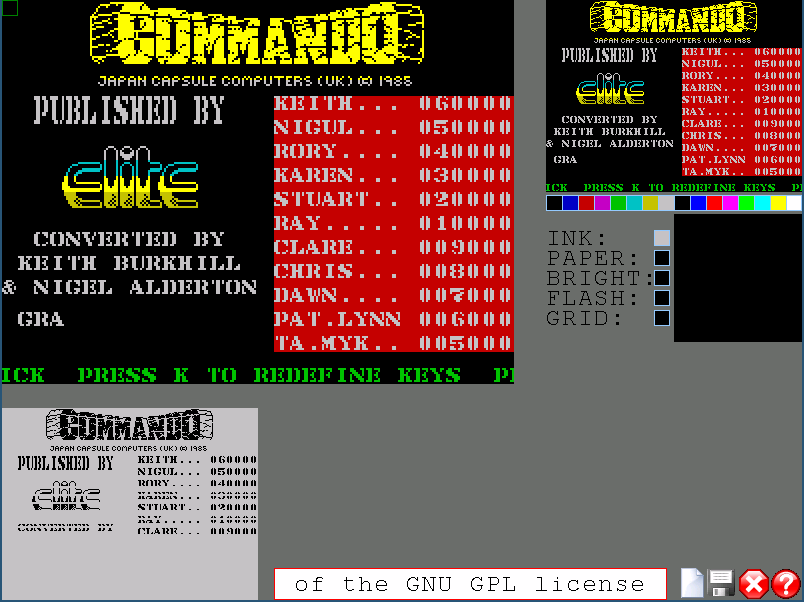 COMMANDO
JAPAN CAPSULE COMPUTERS (UK) © 1985
PUBLISHED BY
elite
CONVERTED BY
KEITH BURKHILL
& NIGEL ALDERTON
GRA
KEITH... 060000
NIGUL... 050000
RORY.... 040000
KAREN... 030000
STUART.. 020000
RAY..... 010000
CLARE... 009000
CHRIS... 008000
DAWN.... 007000
PAT.LYNN 006000
TA.MYK.. 005000
ICK PRESS K TO REDEFINE KEYS P
COMMANDO
JAPAN CAPSULE COMPUTERS (UK) © 1985
PUBLISHED BY
elite
CONVERTED BY
KEITH BURKHILL
& NIGEL ALDERTON
GRA
KEITH... 060000
NIGUL... 050000
RORY.... 040000
KAREN... 030000
STUART.. 020000
RAY..... 010000
CLARE... 009000
CHRIS... 008000
DAWN.... 007000
PAT.LYNN 006000
TA.MYK.. 005000
ICK PRESS K TO REDEFINE KEYS P
INK:
PAPER:
BRIGHT:
FLASH:
GRID:
COMMANDO
JAPAN CAPSULE COMPUTERS (UK) © 1985
PUBLISHED BY
elite
CONVERTED BY
KEITH... 060000
NIGUL... 050000
RORY.... 040000
KAREN... 030000
STUART.. 020000
RAY..... 010000
CLARE... 009000
of the GNU GPL license